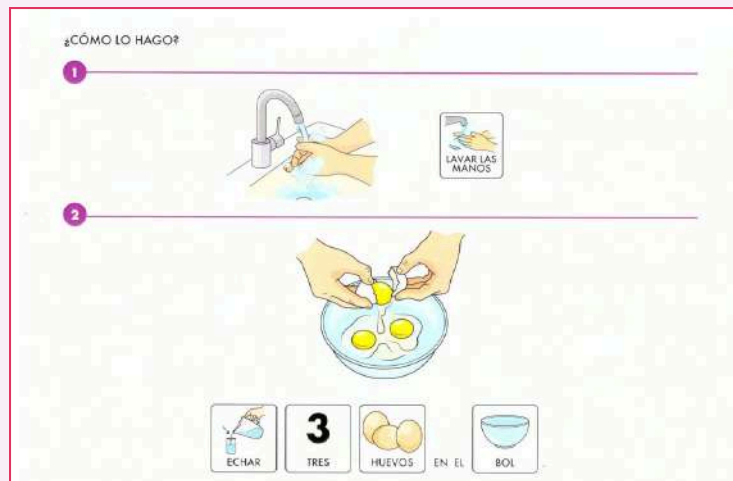 ¿CÓMO LO HAGO?
1
LAVAR LAS
MANOS
2
3
ECHAR TRES HUEVOS EN EL BOL